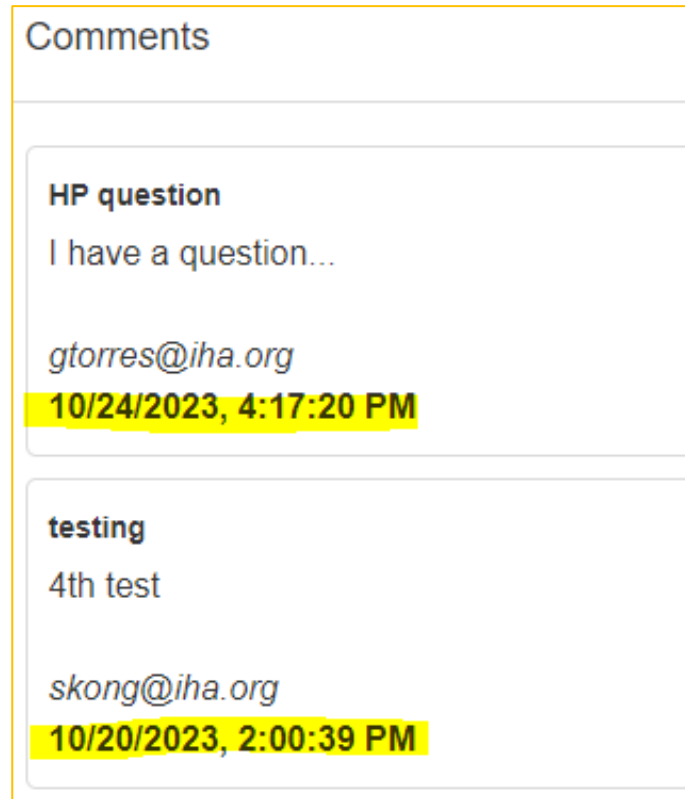 Comments
HP question
I have a question...
gtorres@iha.org
10/24/2023, 4:17:20 PM
testing
4th test
skong@iha.org
10/20/2023, 2:00:39 PM